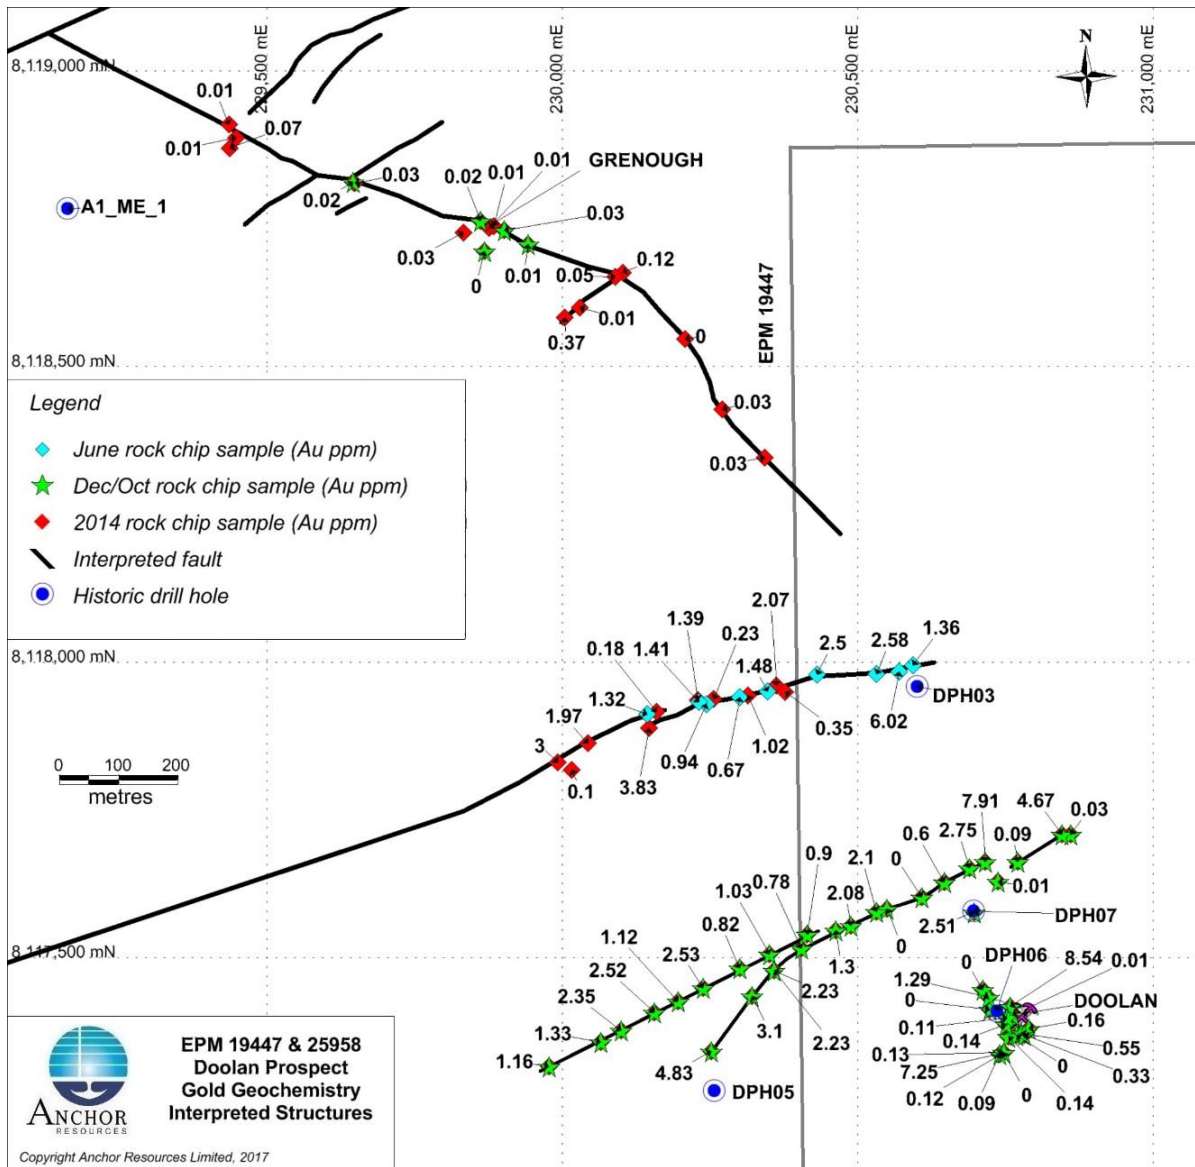 229,500 mE
230,000 mE
230,500 mE
231,000 mE
N
8,119,000 mN
0.01
0.07
0.01
0.01
GRENOUGH
0.02
0.01
0.03
0.02
0.03
A1_ME_1
0.03
0.01
0
0.05
0.12
0.01
0.37
0
EPM 19447
8,118,500 mN
0.03
0.03
Legend
June rock chip sample (Au ppm)
Dec/Oct rock chip sample (Au ppm)
2014 rock chip sample (Au ppm)
Interpreted fault
Historic drill hole
2.07
1.39
0.23
2.5
2.58
1.36
0.18
1.41
1.48
8,118,000 mN
1.32
DPH03
1.97
0.35
6.02
3
1.02
0.94
0.67
3.83
0.1
0 100 200
metres
7.91
4.67
0.03
2.75
0.09
0.6
0
2.1
0.9
0.78
2.08
0.01
1.03
DPH07
0.82
2.51
1.12
2.53
0
1.3
8,117,500 mN
DPH06
8.54
0.01
2.52
0
1.29
2.23
2.35
0
DOOLAN
3.1
0.11
0.16
1.33
2.23
0.14
0.55
1.16
4.83
0.13
7.25
0
0.33
DPH05
0.12
0.09
0
0.14
ANCHOR
RESOURCES
EPM 19447 & 25958
Doolan Prospect
Gold Geochemistry
Interpreted Structures
Copyright Anchor Resources Limited, 2017